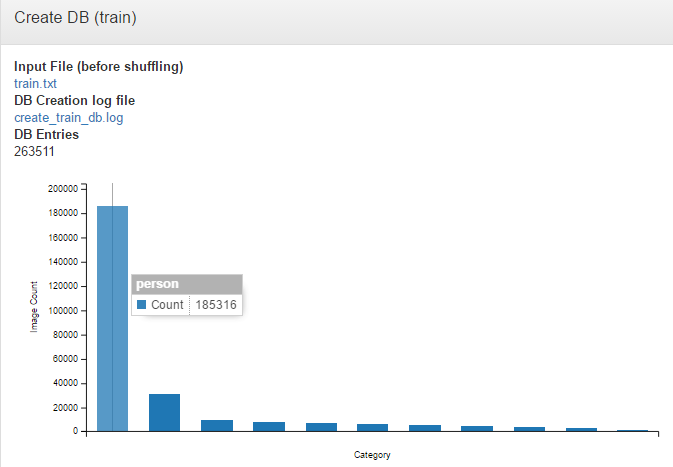 Create DB (train)
Input File (before shuffling)
train.txt
DB Creation log file
create_train_db.log
DB Entries
263511
200000
180000
160000
140000
120000
100000
80000
60000
40000
20000
0
Image Count
person
Count 185316
Category